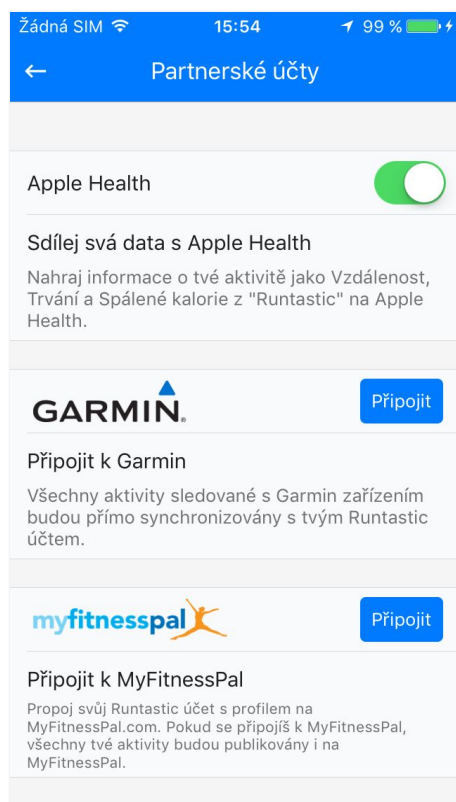 Žádná SIM 15:54 99 %
Partnerské účty
Apple Health
Sdílej svá data s Apple Health
Nahraj informace o tvé aktivitě jako Vzdálenost,
Trvání a Spálené kalorie z "Runtastic" na Apple
Health.
GARMIN® Připojit
Připojit k Garmin
Všechny aktivity sledované s Garmin zařízením
budou přímo synchronizovány s tvým Runtastic
účtem.
myfitnesspal Připojit
Připojit k MyFitnessPal
Propoj svůj Runtastic účet s profilem na
MyFitnessPal.com. Pokud se připojíš k MyFitnessPal,
všechny tvé aktivity budou publikovány i na
MyFitnessPal.